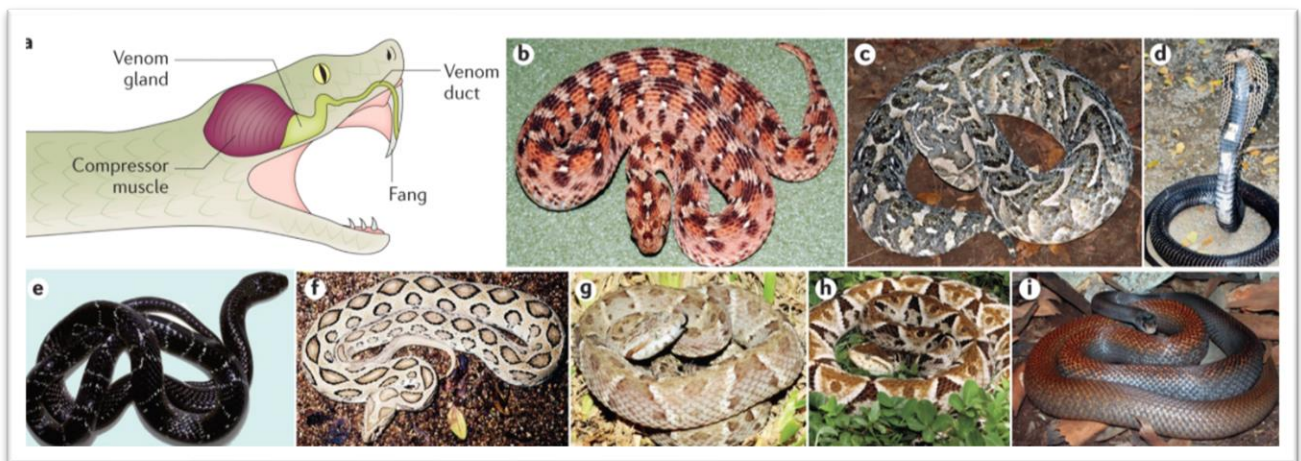 a
Venom
gland
Venom
duct
Compressor
muscle
Fang
b
c
d
e
f
g
h
i